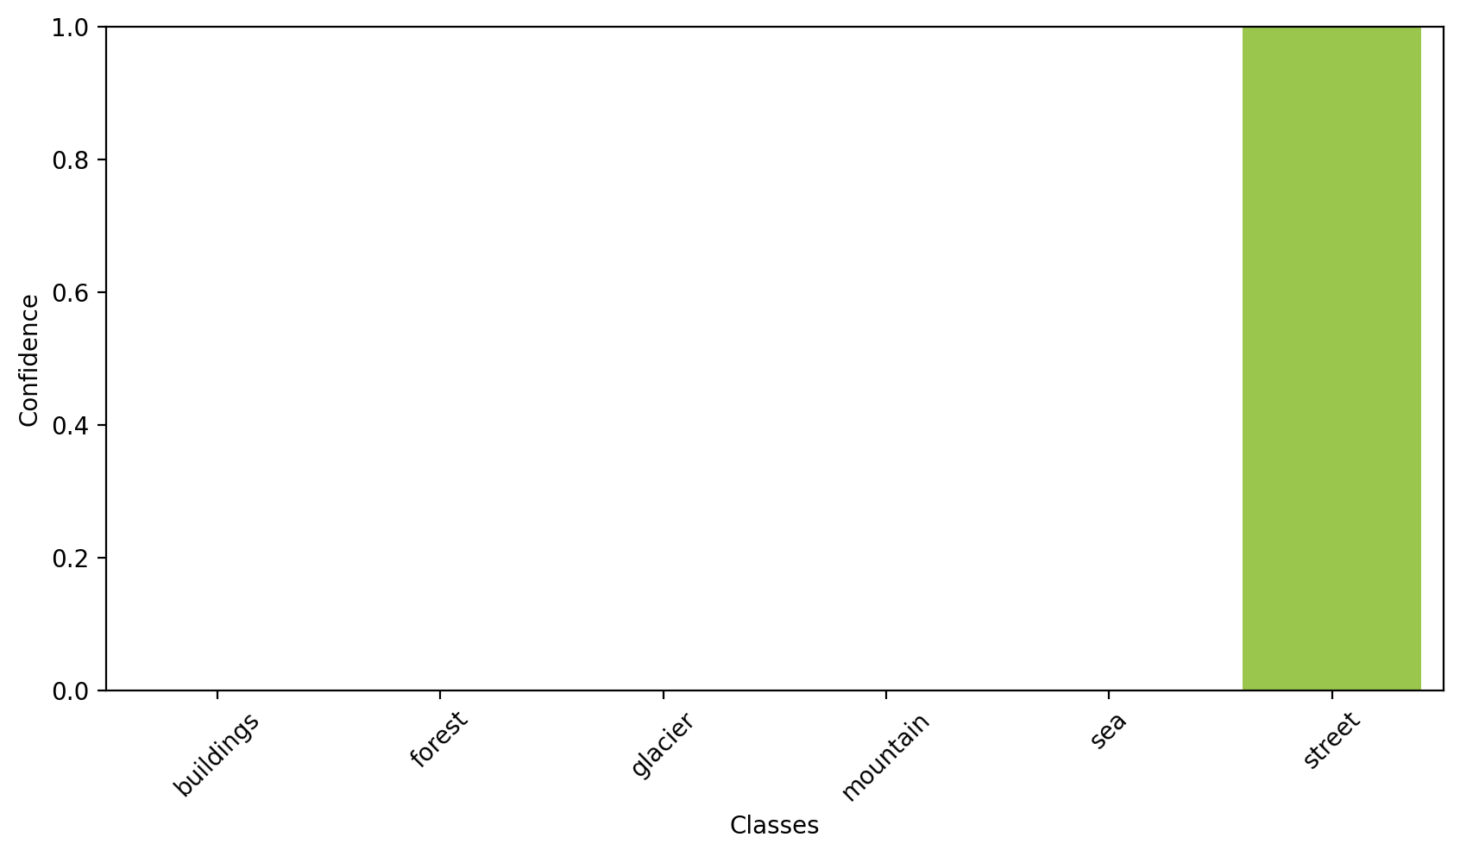 1.0
0.8
0.6
0.4
0.2
0.0
Confidence
buildings
forest
glacier
mountain
sea
street
Classes